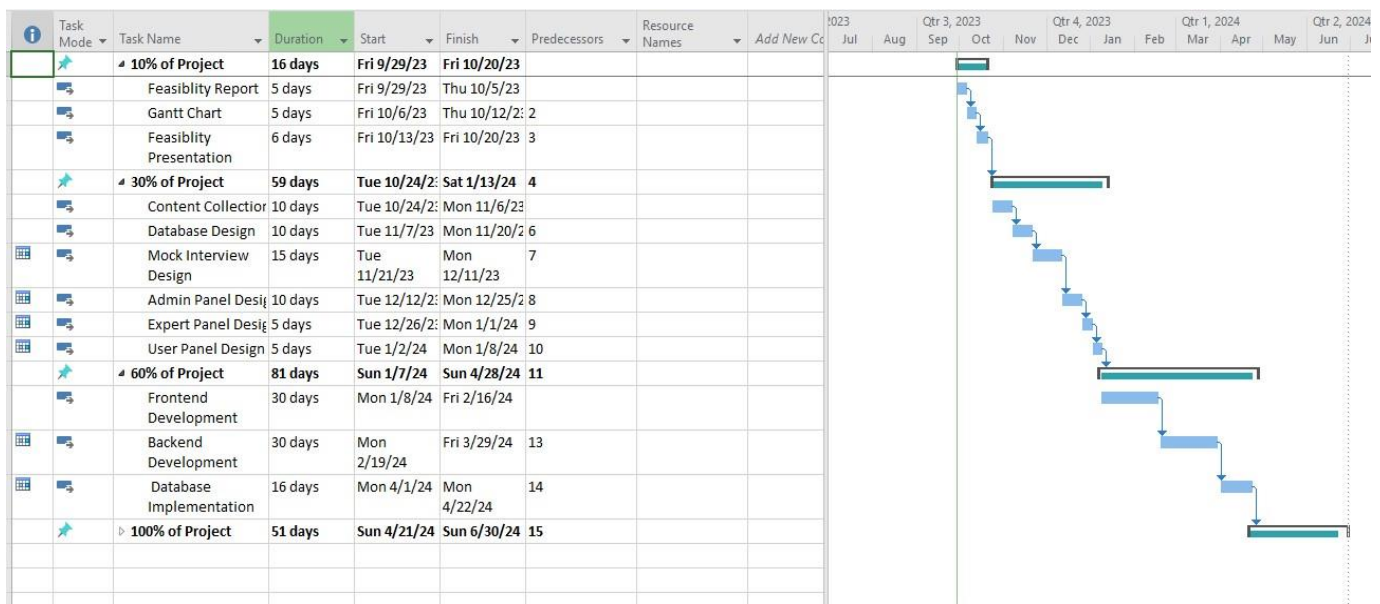 Task
Mode
Task Name
Duration
Start
Finish
Predecessors
Resource
Names
Add New Co
2023
Qtr 3, 2023
Qtr 4, 2023
Qtr 1, 2024
Qtr 2, 2024
Jul Aug Sep Oct Nov Dec Jan Feb Mar Apr May Jun
10% of Project 16 days Fri 9/29/23 Fri 10/20/23
Feasiblity Report 5 days Fri 9/29/23 Thu 10/5/23
Gantt Chart 5 days Fri 10/6/23 Thu 10/12/23 2
Feasiblity 6 days Fri 10/13/23 Fri 10/20/23 3
Presentation
30% of Project 59 days Tue 10/24/23 Sat 1/13/24 4
Content Collection 10 days Tue 10/24/23 Mon 11/6/23
Database Design 10 days Tue 11/7/23 Mon 11/20/2 6
Mock Interview 15 days Tue Mon 7
Design 11/21/23 12/11/23
Admin Panel Desig 10 days Tue 12/12/23 Mon 12/25/2 8
Expert Panel Desig 5 days Tue 12/26/23 Mon 1/1/24 9
User Panel Design 5 days Tue 1/2/24 Mon 1/8/24 10
60% of Project 81 days Sun 1/7/24 Sun 4/28/24 11
Frontend 30 days Mon 1/8/24 Fri 2/16/24
Development
Backend 30 days Mon Fri 3/29/24 13
Development 2/19/24
Database 16 days Mon 4/1/24 Mon 14
Implementation 4/22/24
100% of Project 51 days Sun 4/21/24 Sun 6/30/24 15